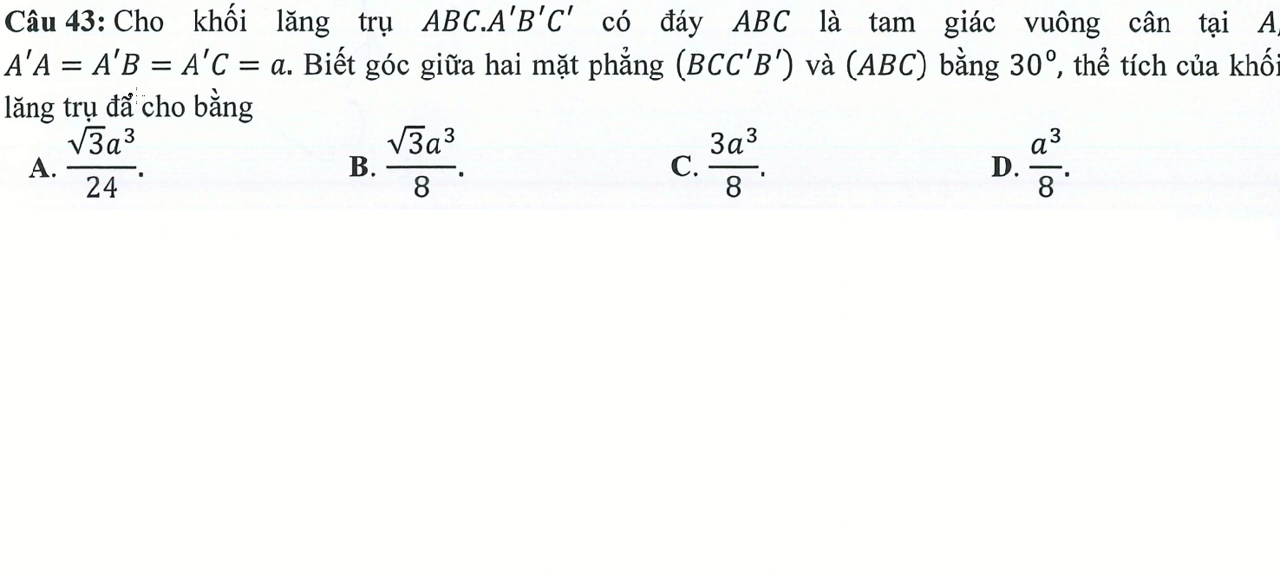 Câu 43: Cho khối lăng trụ ABC.A′B′C′ có đáy ABC là tam giác vuông cân tại A,
A′A = A′B = A′C = a. Biết góc giữa hai mặt phẳng (BCC′B′) và (ABC) bằng 30⁰, thể tích của khối
lăng trụ đã cho bằng
A. √3a³/24. B. √3a³/8. C. 3a³/8. D. a³/8.